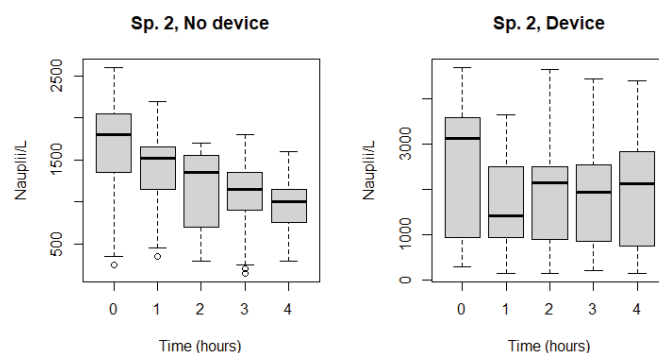 Sp. 2, No device
Nauplii/L
2500
1500
500
0 1 2 3 4
Time (hours)
Sp. 2, Device
Nauplii/L
3000
1000
0
0 1 2 3 4
Time (hours)